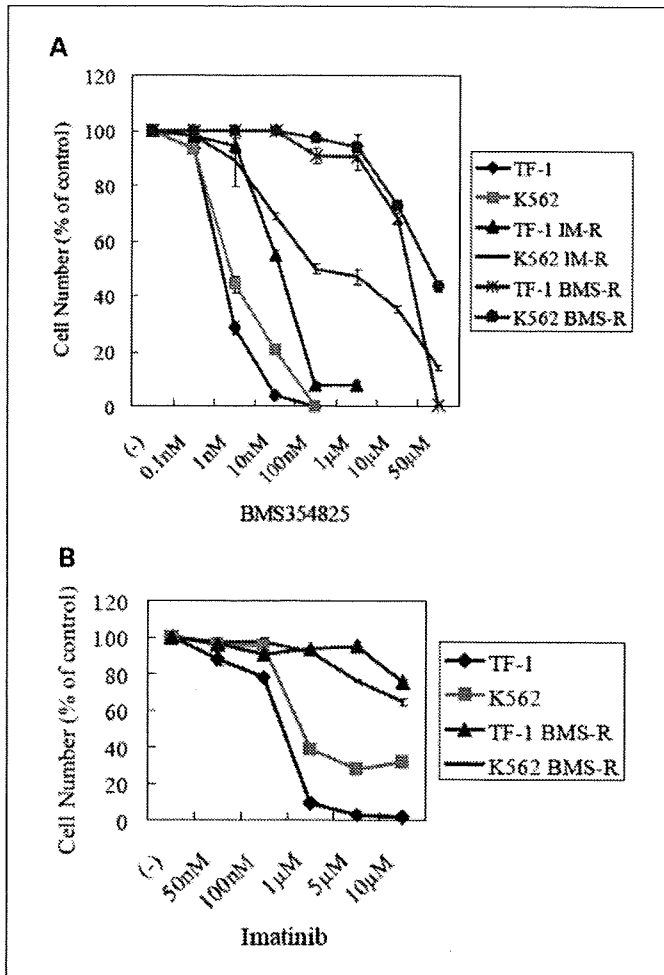 A
120
100
80
60
40
20
0
Cell Number (% of control)
(-)
0.1nM
1nM
10nM
100nM
1μM
10μM
50μM
BMS354825
TF-1
K562
TF-1 IM-R
K562 IM-R
TF-1 BMS-R
K562 BMS-R
B
120
100
80
60
40
20
0
Cell Number (% of control)
(-)
50nM
100nM
1μM
5μM
10μM
Imatinib
TF-1
K562
TF-1 BMS-R
K562 BMS-R